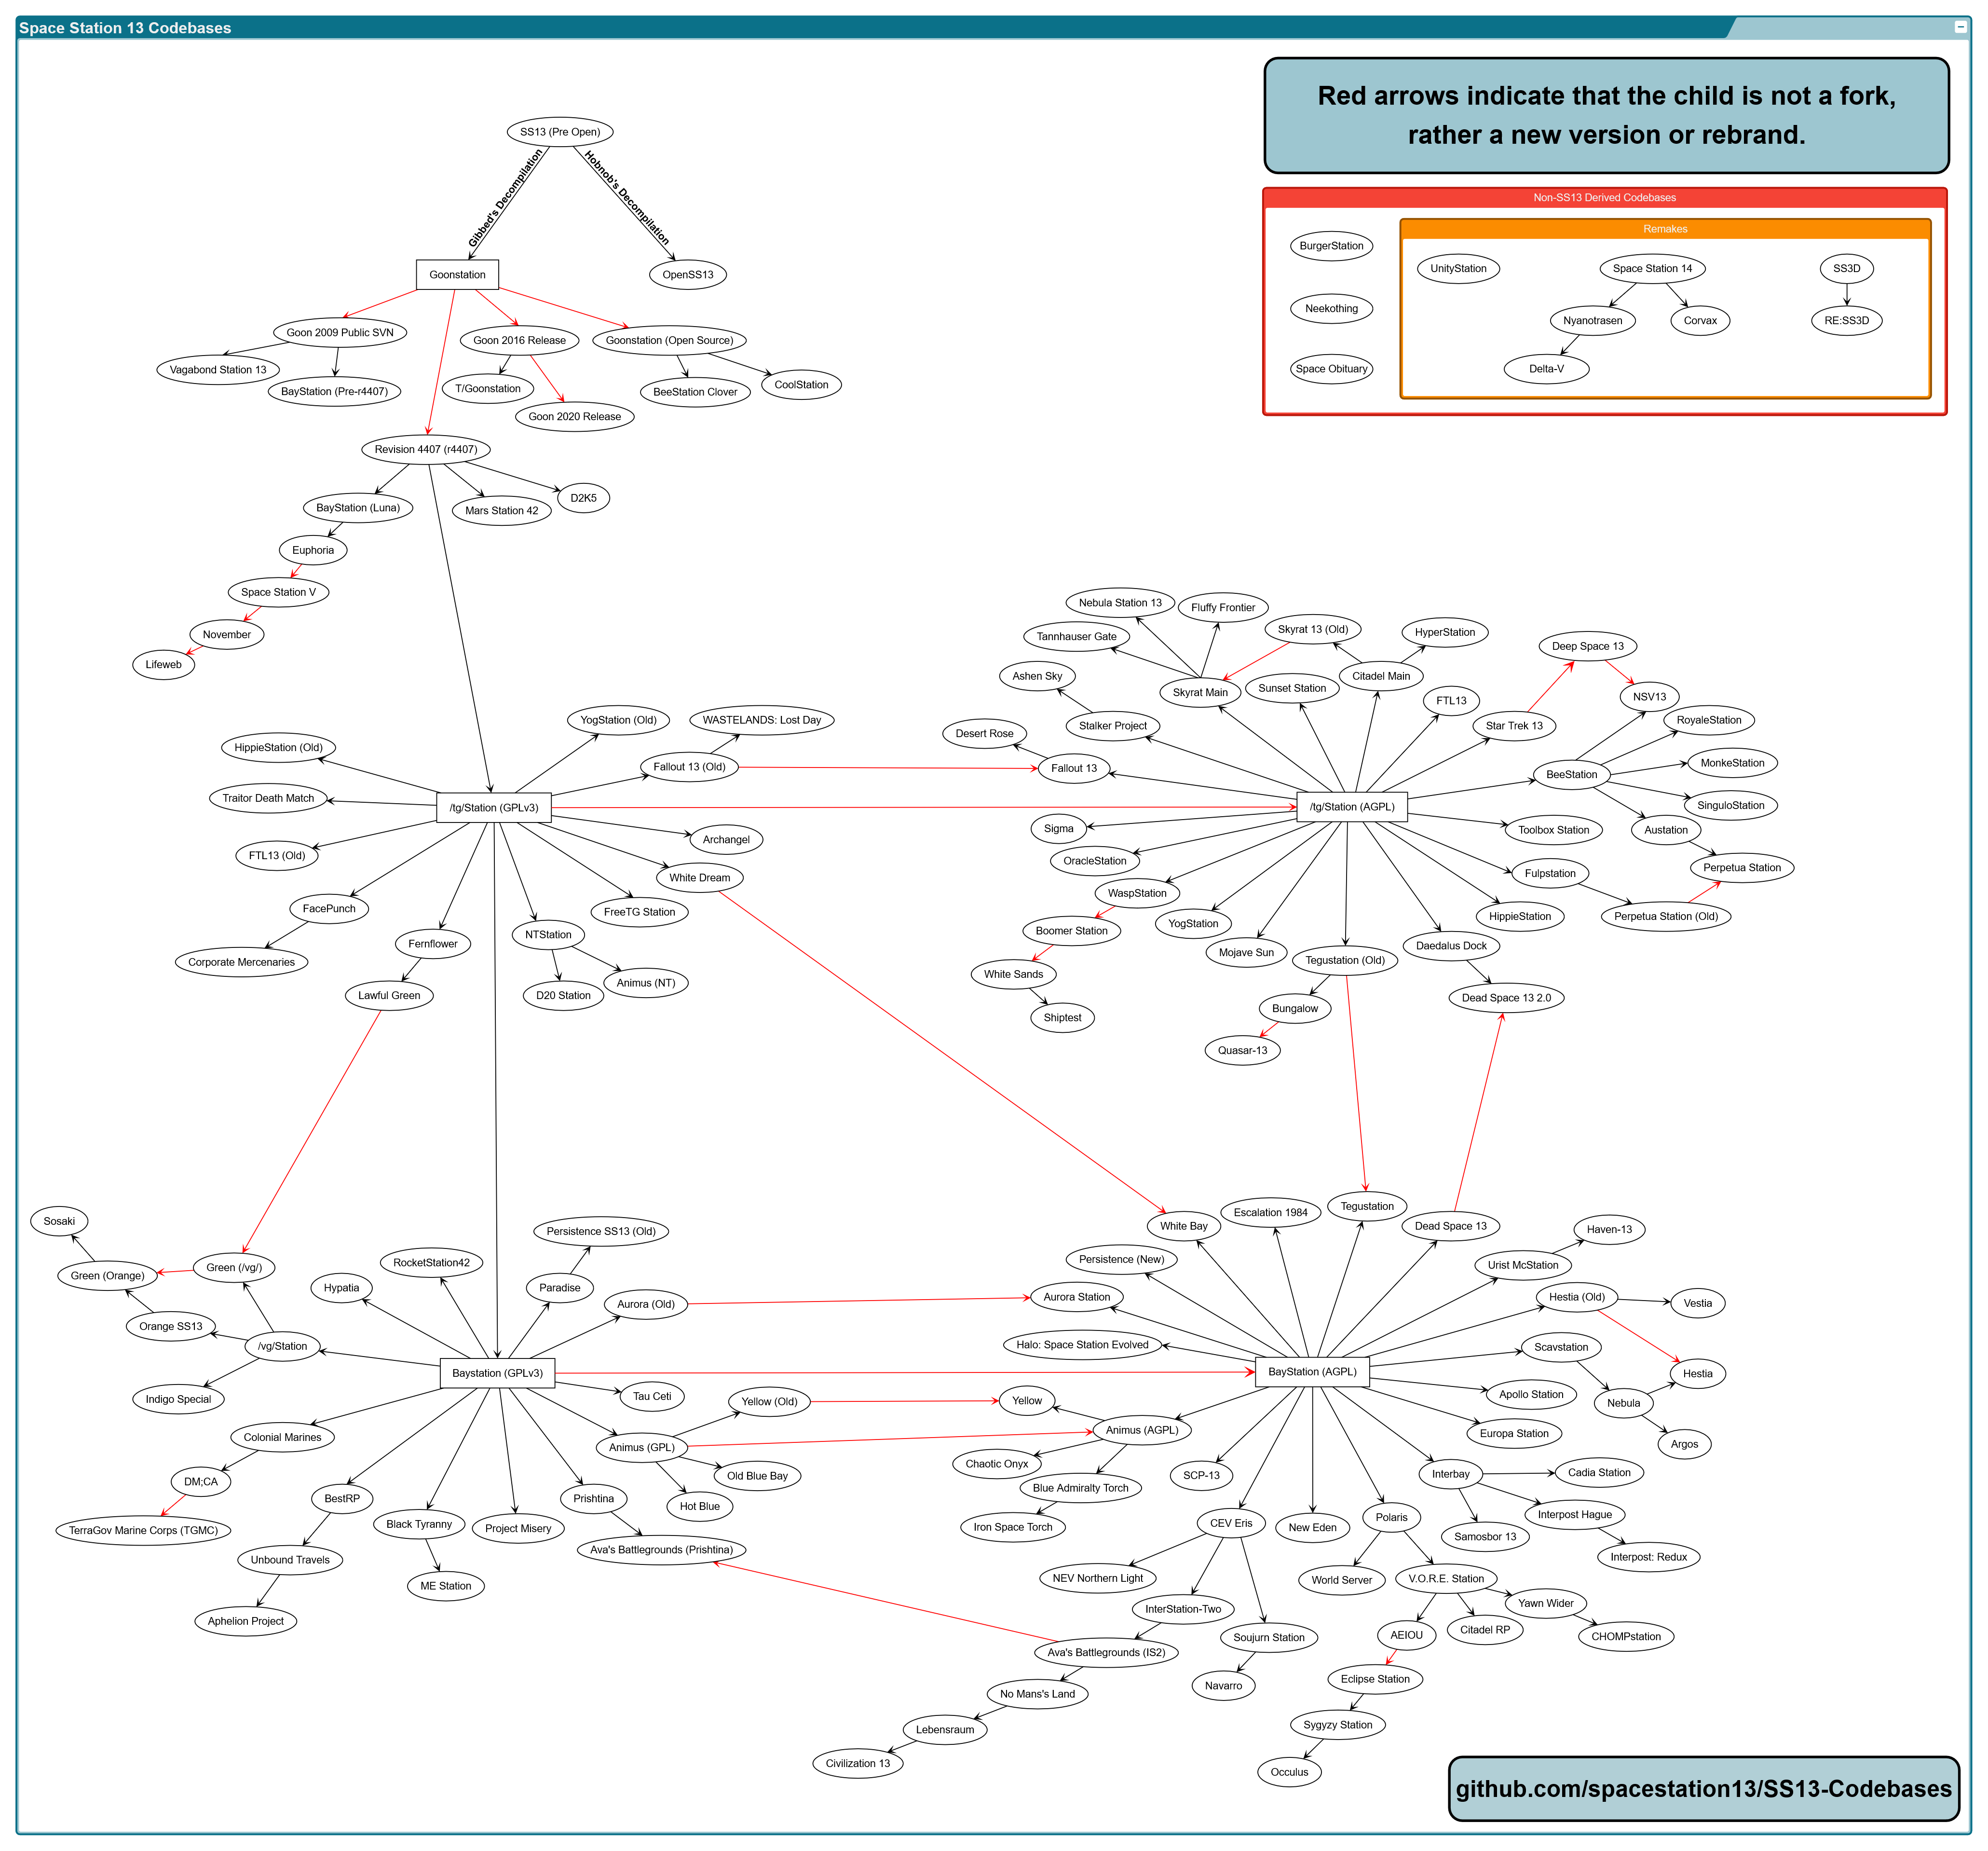 Space Station 13 Codebases
Red arrows indicate that the child is not a fork,
rather a new version or rebrand.
SS13 (Pre Open)
Gibbed's Decompilation
Hobnob's Decompilation
Goonstation
OpenSS13
Non-SS13 Derived Codebases
BurgerStation
Neekothing
Space Obituary
Remakes
UnityStation
Space Station 14
SS3D
Nyanotrasen
Corvax
RE:SS3D
Delta-V
Goon 2009 Public SVN
Goon 2016 Release
Goonstation (Open Source)
Vagabond Station 13
BayStation (Pre-r4407)
T/Goonstation
BeeStation Clover
CoolStation
Goon 2020 Release
Revision 4407 (r4407)
BayStation (Luna)
Mars Station 42
D2K5
Euphoria
Space Station V
November
Lifeweb
Nebula Station 13
Fluffy Frontier
Tannhauser Gate
Skyrat 13 (Old)
HyperStation
Deep Space 13
Ashen Sky
Skyrat Main
Sunset Station
Citadel Main
FTL13
NSV13
Stalker Project
Star Trek 13
RoyaleStation
Desert Rose
Fallout 13
BeeStation
MonkeStation
YogStation (Old)
WASTELANDS: Lost Day
HippieStation (Old)
Fallout 13 (Old)
Traitor Death Match
/tg/Station (GPLv3)
/tg/Station (AGPL)
SinguloStation
FTL13 (Old)
Archangel
Sigma
Toolbox Station
Austation
White Dream
OracleStation
Fulpstation
Perpetua Station
FacePunch
FreeTG Station
WaspStation
YogStation
HippieStation
Perpetua Station (Old)
Corporate Mercenaries
Fernflower
NTStation
Boomer Station
Mojave Sun
Tegustation (Old)
Daedalus Dock
Lawful Green
D20 Station
Animus (NT)
White Sands
Bungalow
Dead Space 13 2.0
Shiptest
Quasar-13
Sosaki
Persistence SS13 (Old)
White Bay
Escalation 1984
Tegustation
Dead Space 13
Haven-13
Green (Orange)
Green (/vg/)
RocketStation42
Hypatia
Paradise
Persistence (New)
Urist McStation
Orange SS13
Aurora (Old)
Aurora Station
Hestia (Old)
Vestia
/vg/Station
Halo: Space Station Evolved
Scavstation
Baystation (GPLv3)
BayStation (AGPL)
Hestia
Indigo Special
Tau Ceti
Yellow (Old)
Yellow
Apollo Station
Nebula
Colonial Marines
Animus (GPL)
Animus (AGPL)
Europa Station
Argos
DM;CA
Old Blue Bay
Chaotic Onyx
SCP-13
Interbay
Cadia Station
BestRP
Prishtina
Hot Blue
Blue Admiralty Torch
TerraGov Marine Corps (TGMC)
Black Tyranny
Project Misery
Iron Space Torch
CEV Eris
New Eden
Polaris
Samosbor 13
Interpost Hague
Unbound Travels
Ava's Battlegrounds (Prishtina)
Interpost: Redux
ME Station
NEV Northern Light
World Server
V.O.R.E. Station
Aphelion Project
InterStation-Two
Yawn Wider
Soujurn Station
AEIOU
Citadel RP
CHOMPstation
Ava's Battlegrounds (IS2)
Navarro
Eclipse Station
No Mans's Land
Lebensraum
Sygyzy Station
Civilization 13
Occulus
github.com/spacestation13/SS13-Codebases